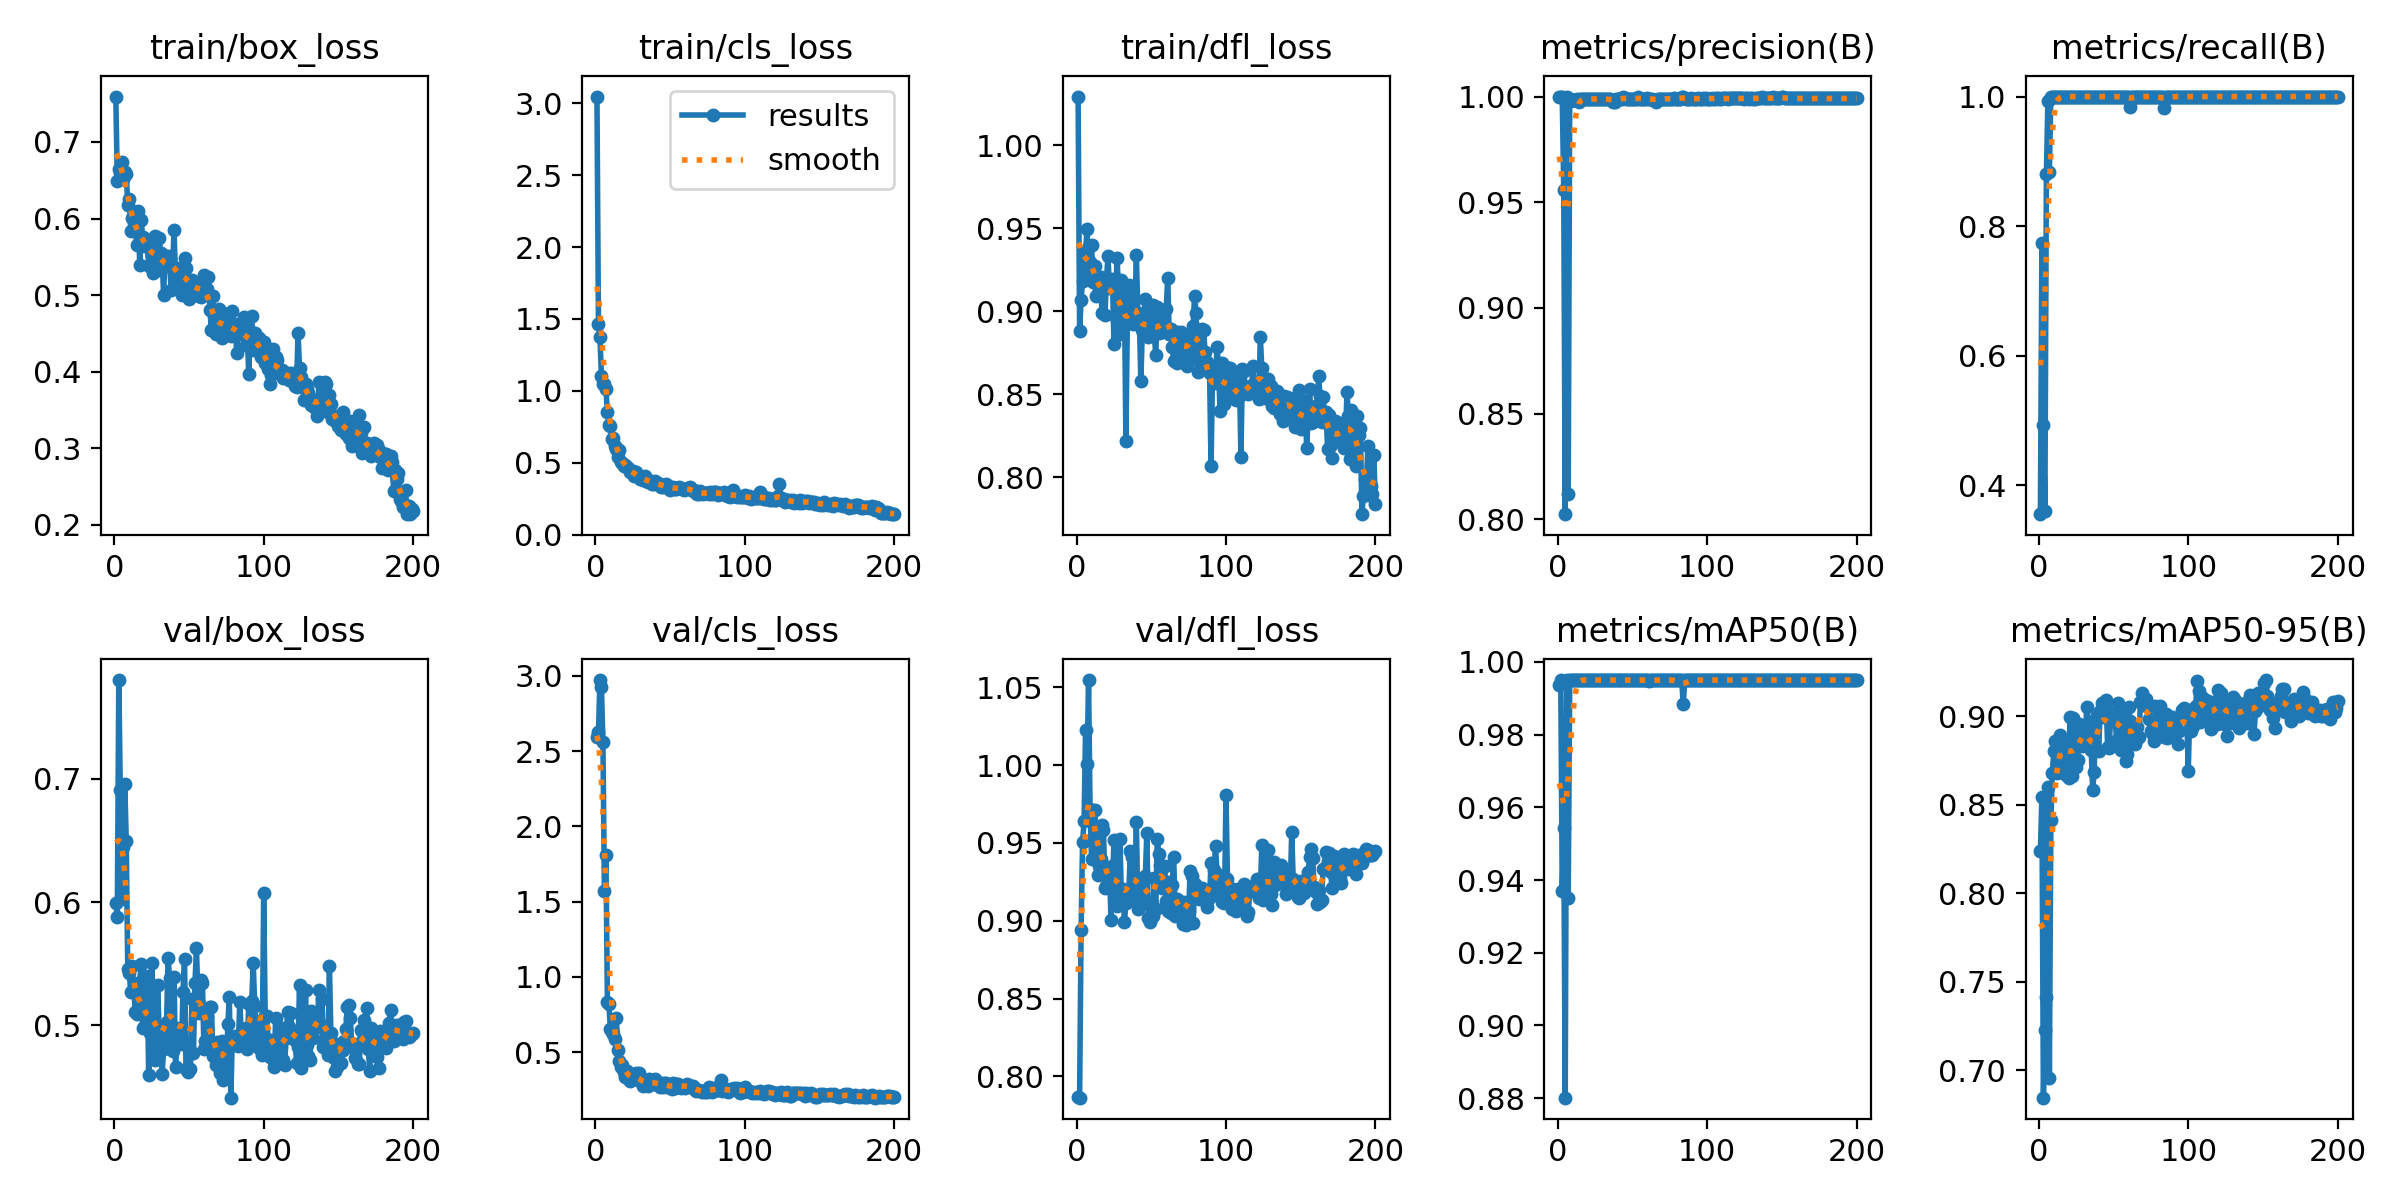 train/box_loss
0.7
0.6
0.5
0.4
0.3
0.2
0 100 200
train/cls_loss
results
smooth
3.0
2.5
2.0
1.5
1.0
0.5
0.0
0 100 200
train/dfl_loss
1.00
0.95
0.90
0.85
0.80
0 100 200
metrics/precision(B)
1.00
0.95
0.90
0.85
0.80
0 100 200
metrics/recall(B)
1.0
0.8
0.6
0.4
0 100 200
val/box_loss
0.7
0.6
0.5
0 100 200
val/cls_loss
3.0
2.5
2.0
1.5
1.0
0.5
0 100 200
val/dfl_loss
1.05
1.00
0.95
0.90
0.85
0.80
0 100 200
metrics/mAP50(B)
1.00
0.98
0.96
0.94
0.92
0.90
0.88
0 100 200
metrics/mAP50-95(B)
0.90
0.85
0.80
0.75
0.70
0 100 200